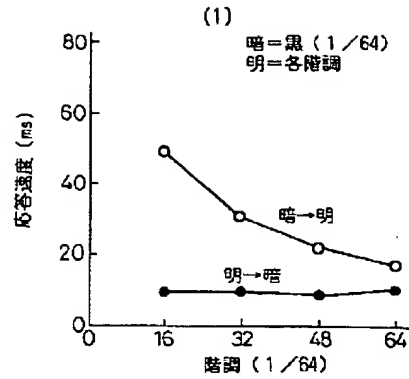 (1)
暗=黒(1/64)
明=各階調
80
60
40
20
0
応答速度(ms)
暗→明
明→暗
0 16 32 48 64
階調(1/64)